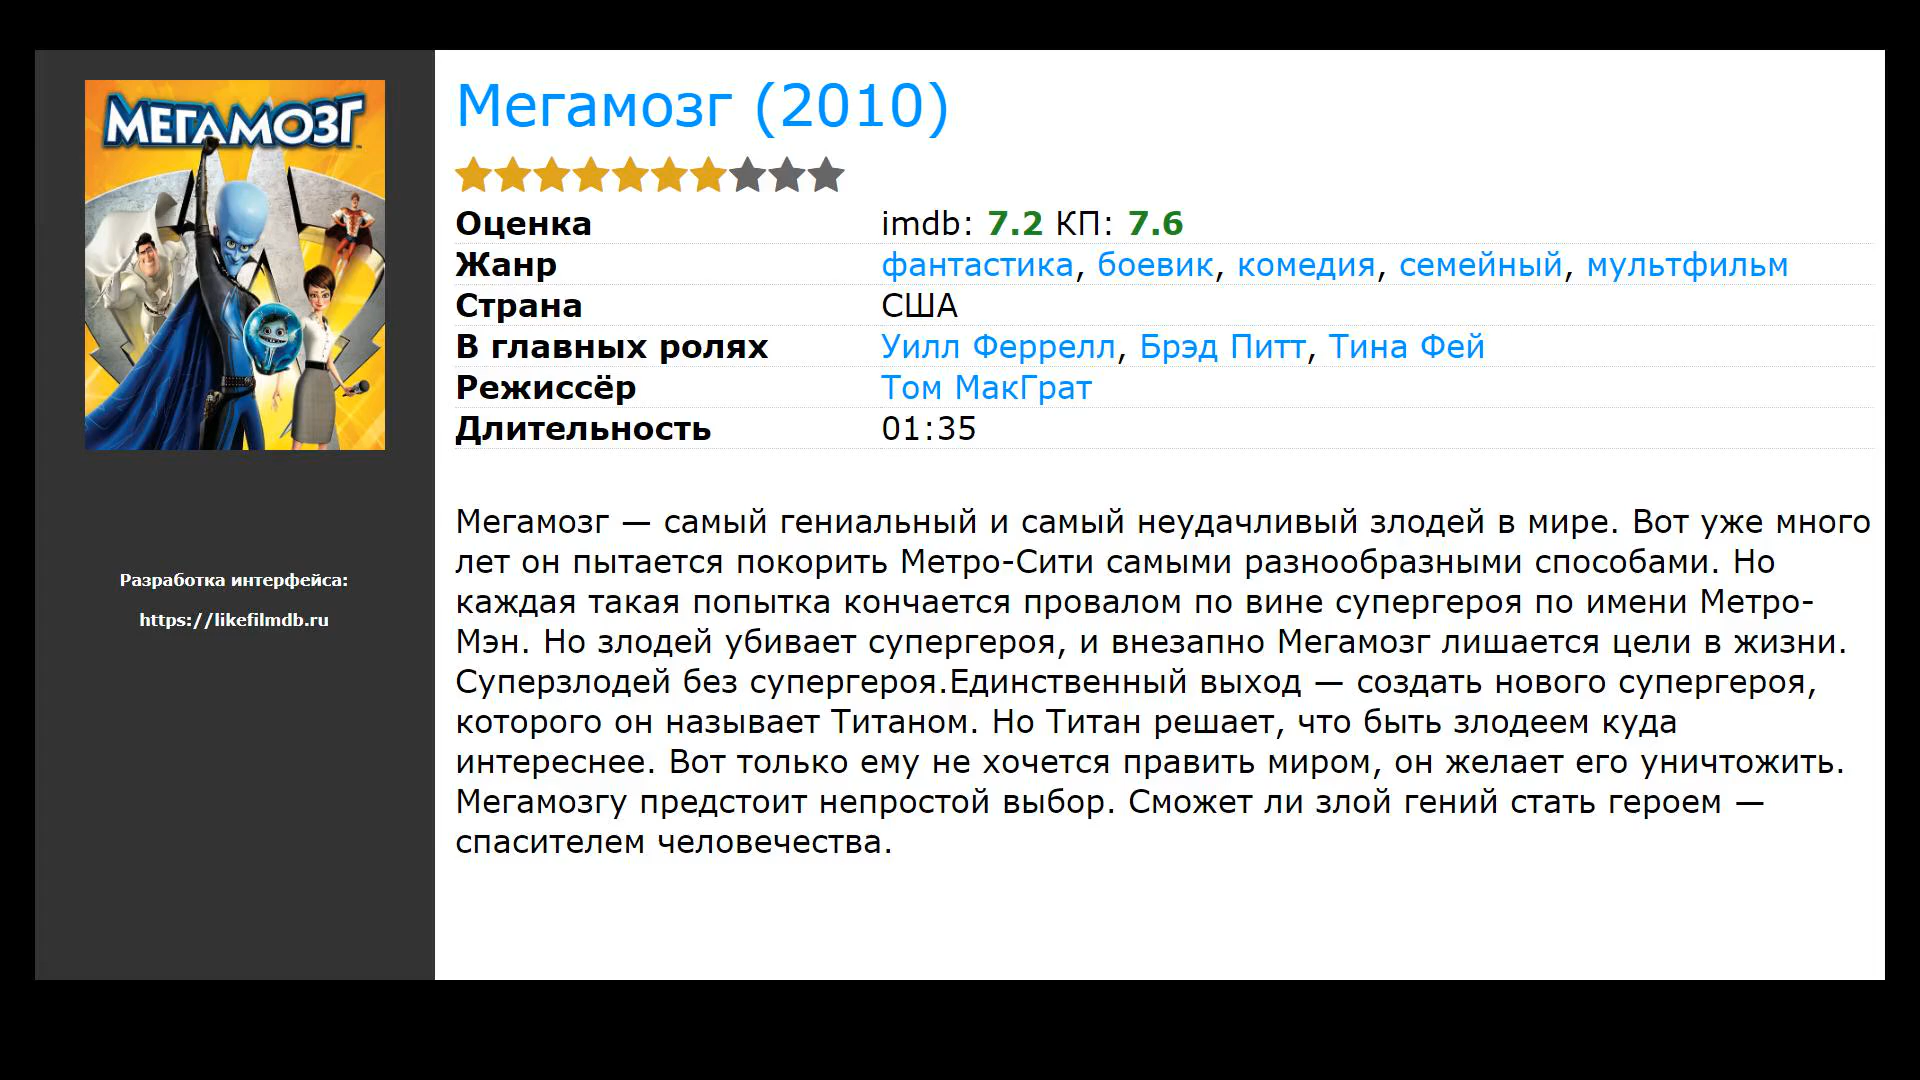 МЕГАМОЗГ
Разработка интерфейса:
https://likefilmdb.ru
Мегамозг (2010)
Оценка imdb: 7.2 КП: 7.6
Жанр фантастика, боевик, комедия, семейный, мультфильм
Страна США
В главных ролях Уилл Феррелл, Брэд Питт, Тина Фей
Режиссёр Том МакГрат
Длительность 01:35
Мегамозг — самый гениальный и самый неудачливый злодей в мире. Вот уже много
лет он пытается покорить Метро-Сити самыми разнообразными способами. Но
каждая такая попытка кончается провалом по вине супергероя по имени Метро-
Мэн. Но злодей убивает супергероя, и внезапно Мегамозг лишается цели в жизни.
Суперзлодей без супергероя.Единственный выход — создать нового супергероя,
которого он называет Титаном. Но Титан решает, что быть злодеем куда
интереснее. Вот только ему не хочется править миром, он желает его уничтожить.
Мегамозгу предстоит непростой выбор. Сможет ли злой гений стать героем —
спасителем человечества.